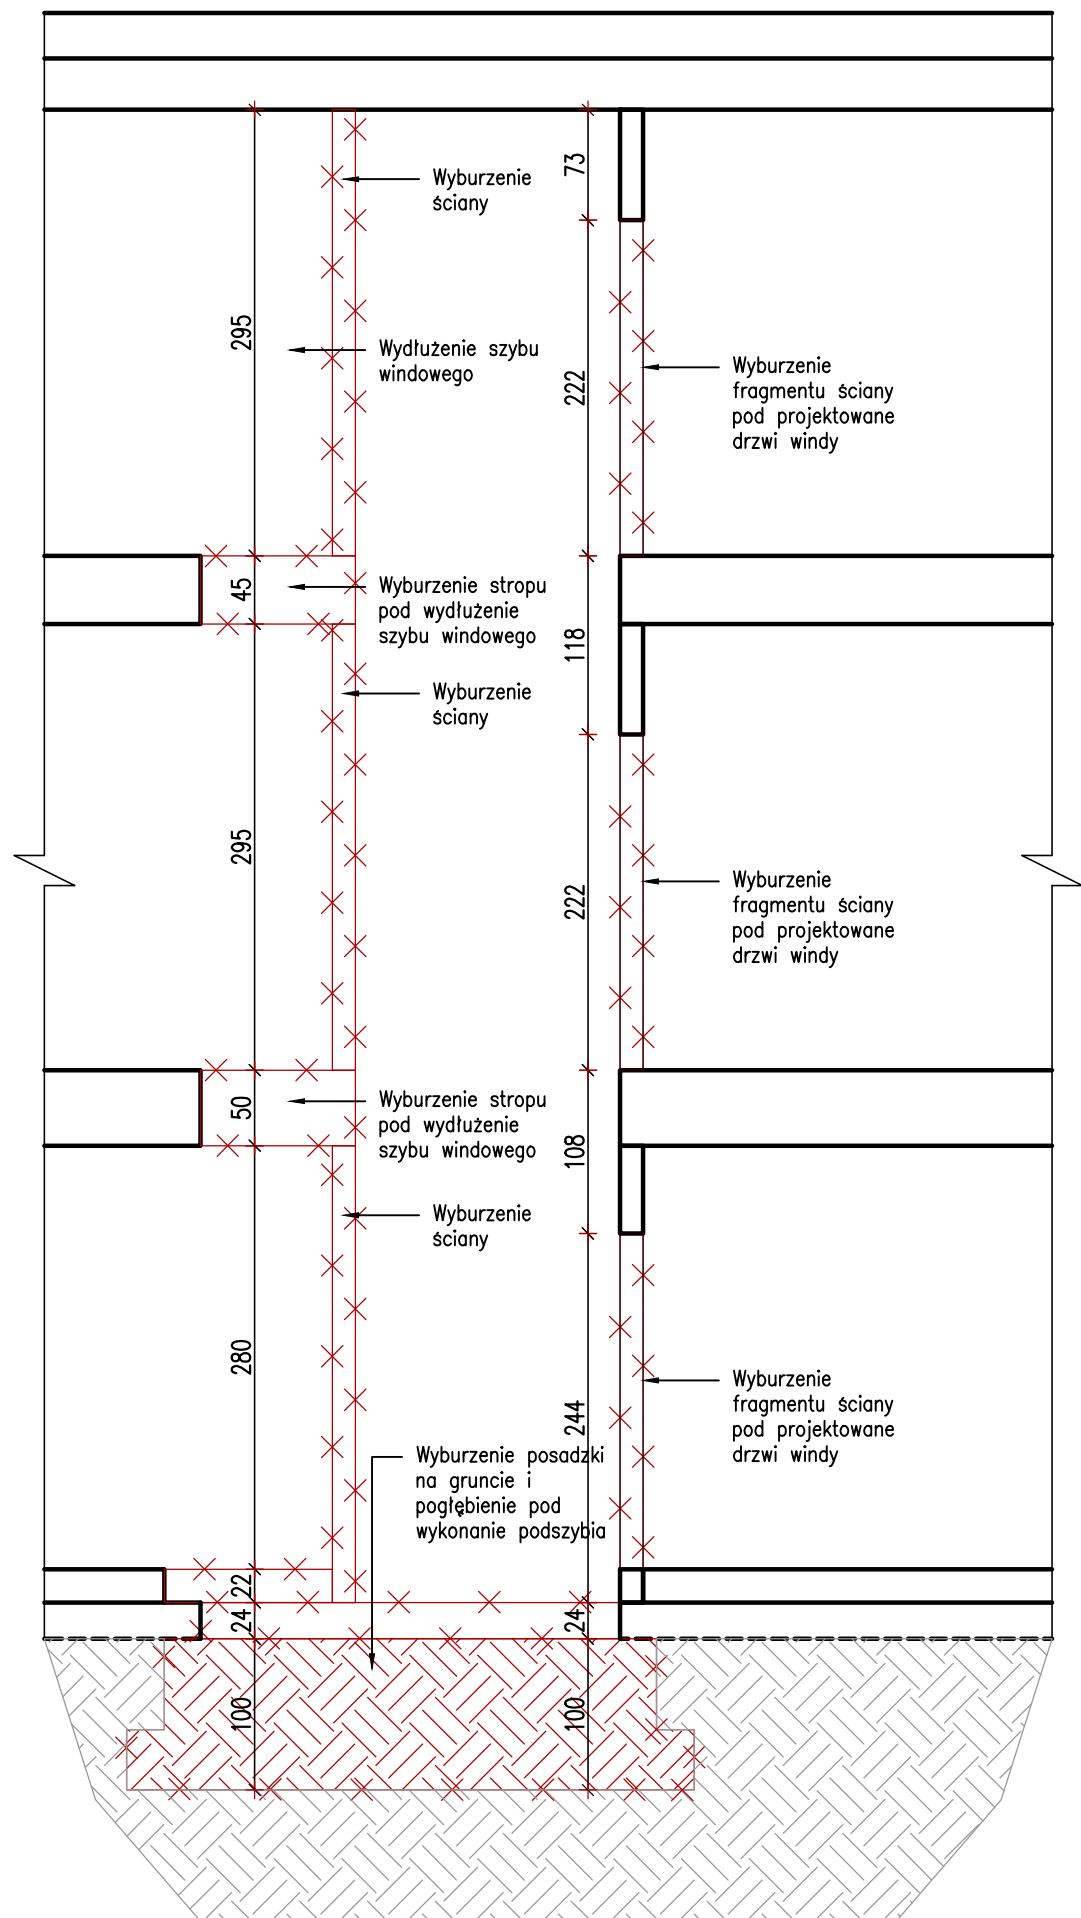 73
Wyburzenie
ściany
295
Wydłużenie szybu
windowego
222
Wyburzenie
fragmentu ściany
pod projektowane
drzwi windy
45
Wyburzenie stropu
pod wydłużenie
szybu windowego
118
Wyburzenie
ściany
295
222
Wyburzenie
fragmentu ściany
pod projektowane
drzwi windy
50
Wyburzenie stropu
pod wydłużenie
szybu windowego
108
Wyburzenie
ściany
280
244
Wyburzenie
fragmentu ściany
pod projektowane
drzwi windy
Wyburzenie posadzki
na gruncie i
pogłębienie pod
wykonanie podszybia
22
24
24
100
100